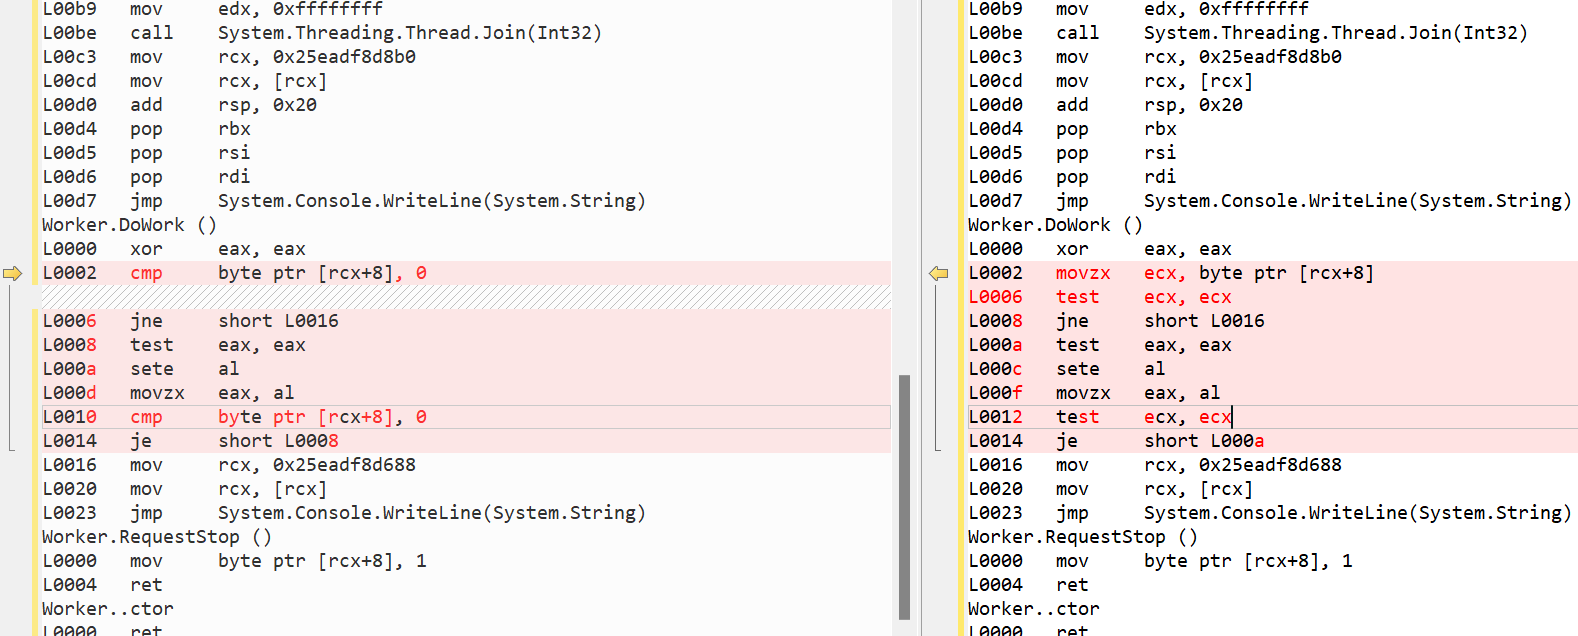 L00b9 mov edx, 0xffffffff
L00be call System.Threading.Thread.Join(Int32)
L00c3 mov rcx, 0x25eadf8d8b0
L00cd mov rcx, [rcx]
L00d0 add rsp, 0x20
L00d4 pop rbx
L00d5 pop rsi
L00d6 pop rdi
L00d7 jmp System.Console.WriteLine(System.String)
Worker.DoWork ()
L0000 xor eax, eax
L0002 cmp byte ptr [rcx+8], 0
L0006 jne short L0016
L0008 test eax, eax
L000a sete al
L000d movzx eax, al
L0010 cmp byte ptr [rcx+8], 0
L0014 je short L0008
L0016 mov rcx, 0x25eadf8d688
L0020 mov rcx, [rcx]
L0023 jmp System.Console.WriteLine(System.String)
Worker.RequestStop ()
L0000 mov byte ptr [rcx+8], 1
L0004 ret
Worker..ctor
L0000 ret
L00b9 mov edx, 0xffffffff
L00be call System.Threading.Thread.Join(Int32)
L00c3 mov rcx, 0x25eadf8d8b0
L00cd mov rcx, [rcx]
L00d0 add rsp, 0x20
L00d4 pop rbx
L00d5 pop rsi
L00d6 pop rdi
L00d7 jmp System.Console.WriteLine(System.String)
Worker.DoWork ()
L0000 xor eax, eax
L0002 movzx ecx, byte ptr [rcx+8]
L0006 test ecx, ecx
L0008 jne short L0016
L000a test eax, eax
L000c sete al
L000f movzx eax, al
L0012 test ecx, ecx
L0014 je short L000a
L0016 mov rcx, 0x25eadf8d688
L0020 mov rcx, [rcx]
L0023 jmp System.Console.WriteLine(System.String)
Worker.RequestStop ()
L0000 mov byte ptr [rcx+8], 1
L0004 ret
Worker..ctor
L0000 ret